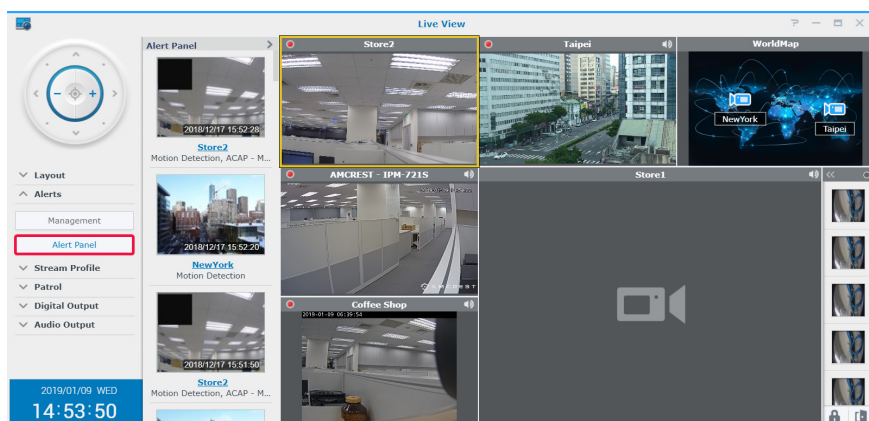 Live View
Alert Panel
2018/12/17 15:52:28
Store2
Motion Detection, ACAP - M...
2018/12/17 15:52:20
NewYork
Motion Detection
2018/12/17 15:51:50
Store2
Motion Detection, ACAP - M...
Layout
Alerts
Management
Alert Panel
Stream Profile
Patrol
Digital Output
Audio Output
2019/01/09 WED
14:53:50
Store2
Taipei
WorldMap
NewYork
Taipei
AMCREST - IPM-721S
AMCREST
Store1
Coffee Shop
2019-01-09 06:39:54